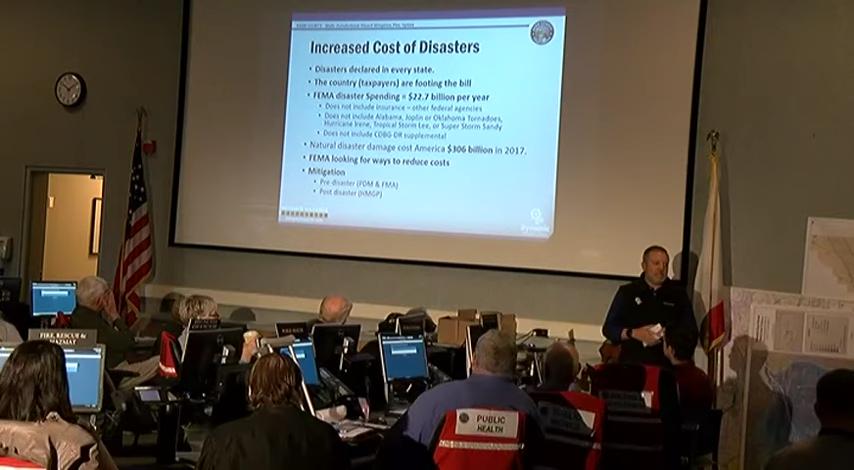 Increased Cost of Disasters
• Disasters declared in every state.
• The country (taxpayers) are footing the bill
• FEMA disaster Spending = $22.7 billion per year
• Does not include insurance – other federal agencies
• Does not include Alabama, Joplin or Oklahoma Tornadoes,
Hurricane Irene, Tropical Storm Lee, or Super Storm Sandy
• Does not include CDBG-DR supplemental
• Natural disaster damage cost America $306 billion in 2017.
• FEMA looking for ways to reduce costs
• Mitigation
• Pre-disaster (PDM & FMA)
• Post disaster (HMGP)
FIRE, RESCUE &
HAZMAT
PUBLIC
HEALTH